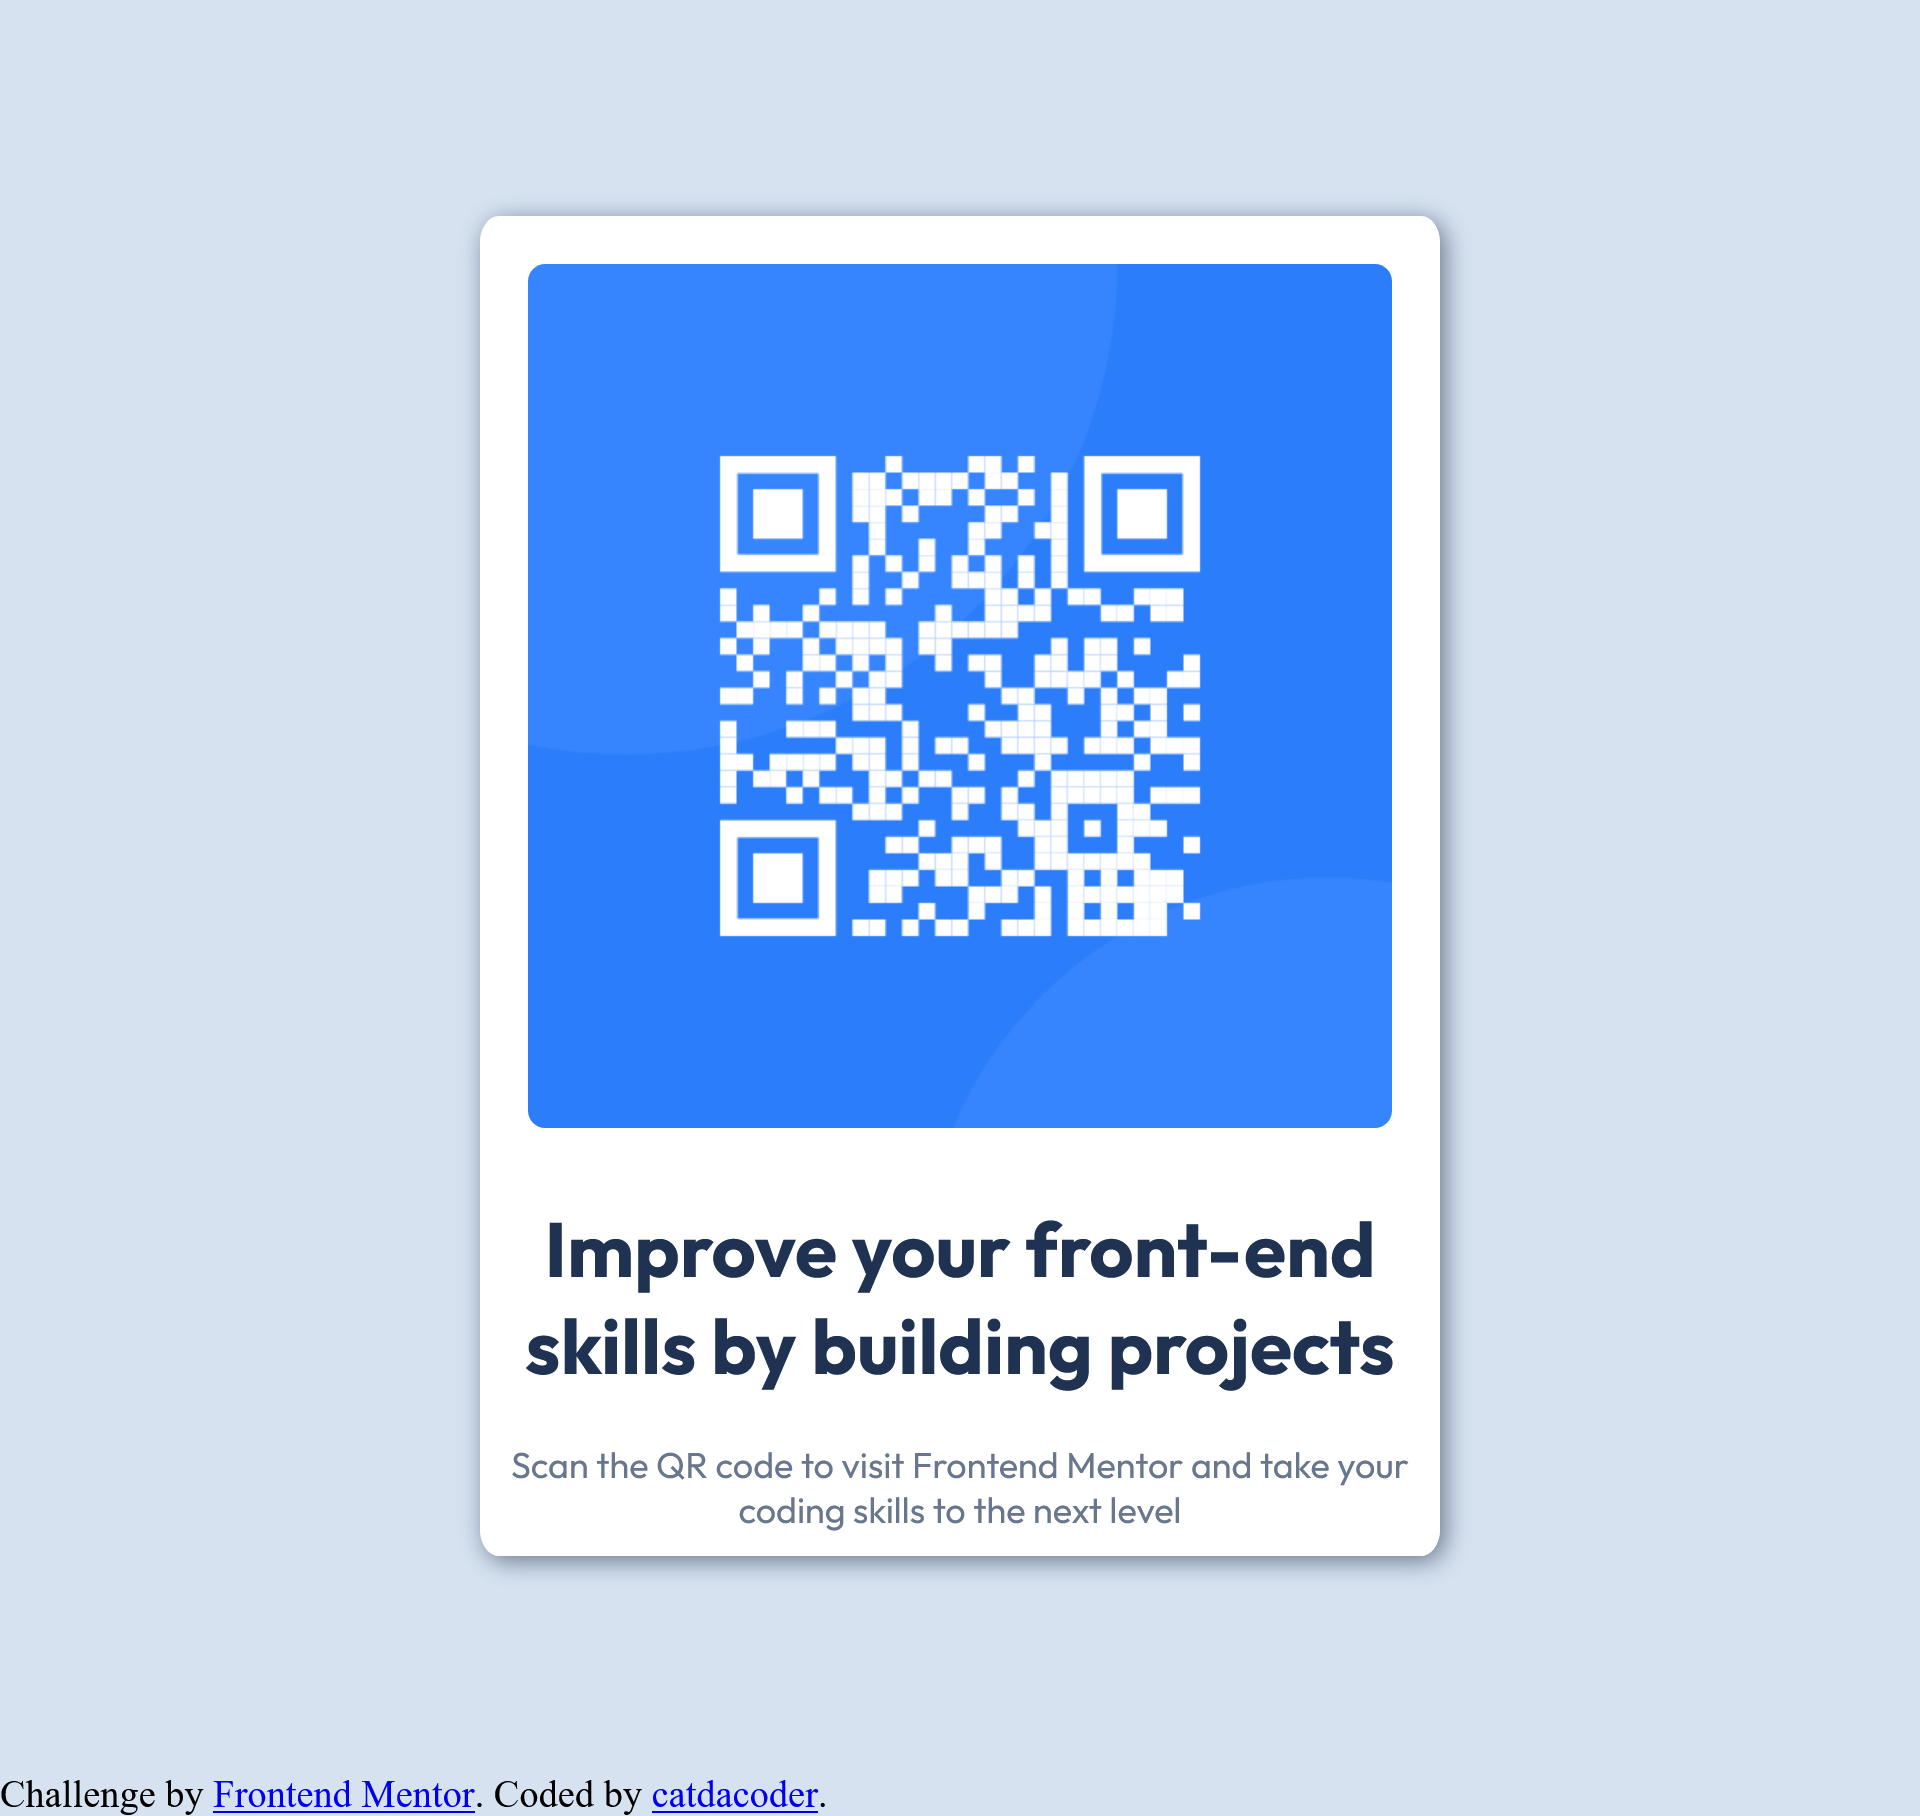 Improve your front-end
skills by building projects
Scan the QR code to visit Frontend Mentor and take your
coding skills to the next level
Challenge by Frontend Mentor. Coded by catdacoder.